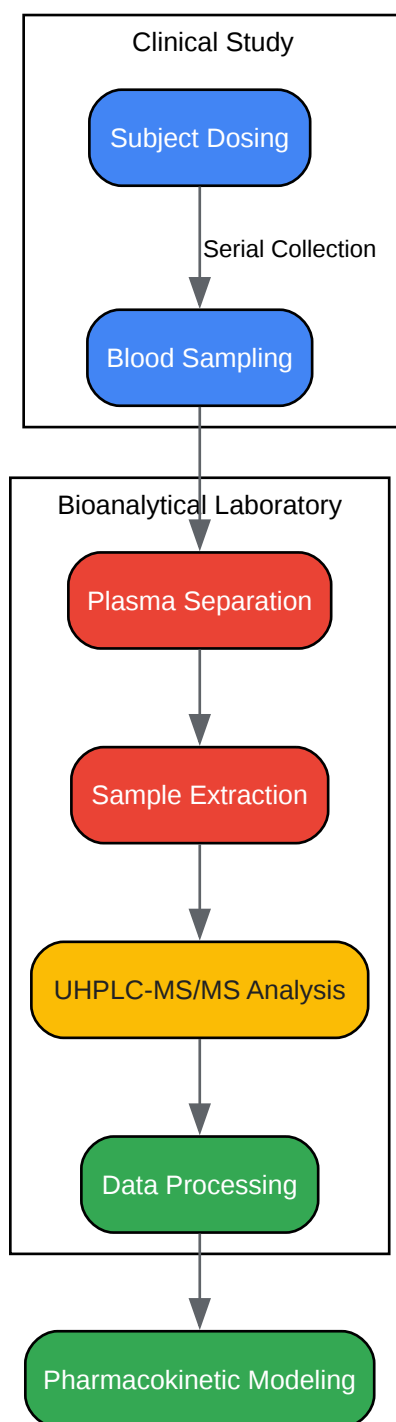 Clinical Study
Subject Dosing
Serial Collection
Blood Sampling
Bioanalytical Laboratory
Plasma Separation
Sample Extraction
UHPLC-MS/MS Analysis
Data Processing
Pharmacokinetic Modeling